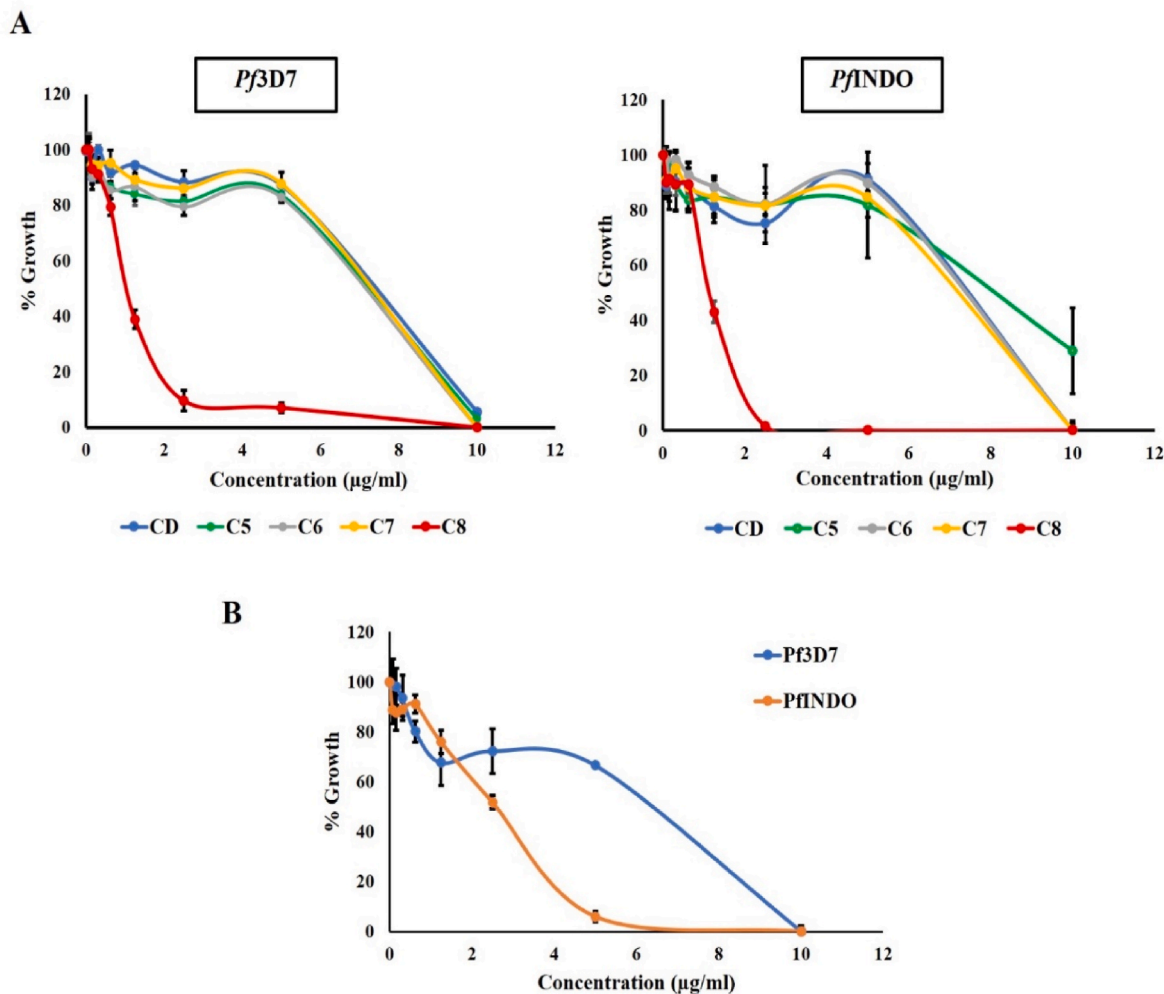 A
Pf3D7
120
100
80
60
40
20
0
% Growth
0 2 4 6 8 10 12
Concentration (µg/ml)
CD C5 C6 C7 C8
PfINDO
120
100
80
60
40
20
0
% Growth
0 2 4 6 8 10 12
Concentration (µg/ml)
CD C5 C6 C7 C8
B
120
100
80
60
40
20
0
% Growth
0 2 4 6 8 10 12
Concentration (µg/ml)
Pf3D7
PfINDO